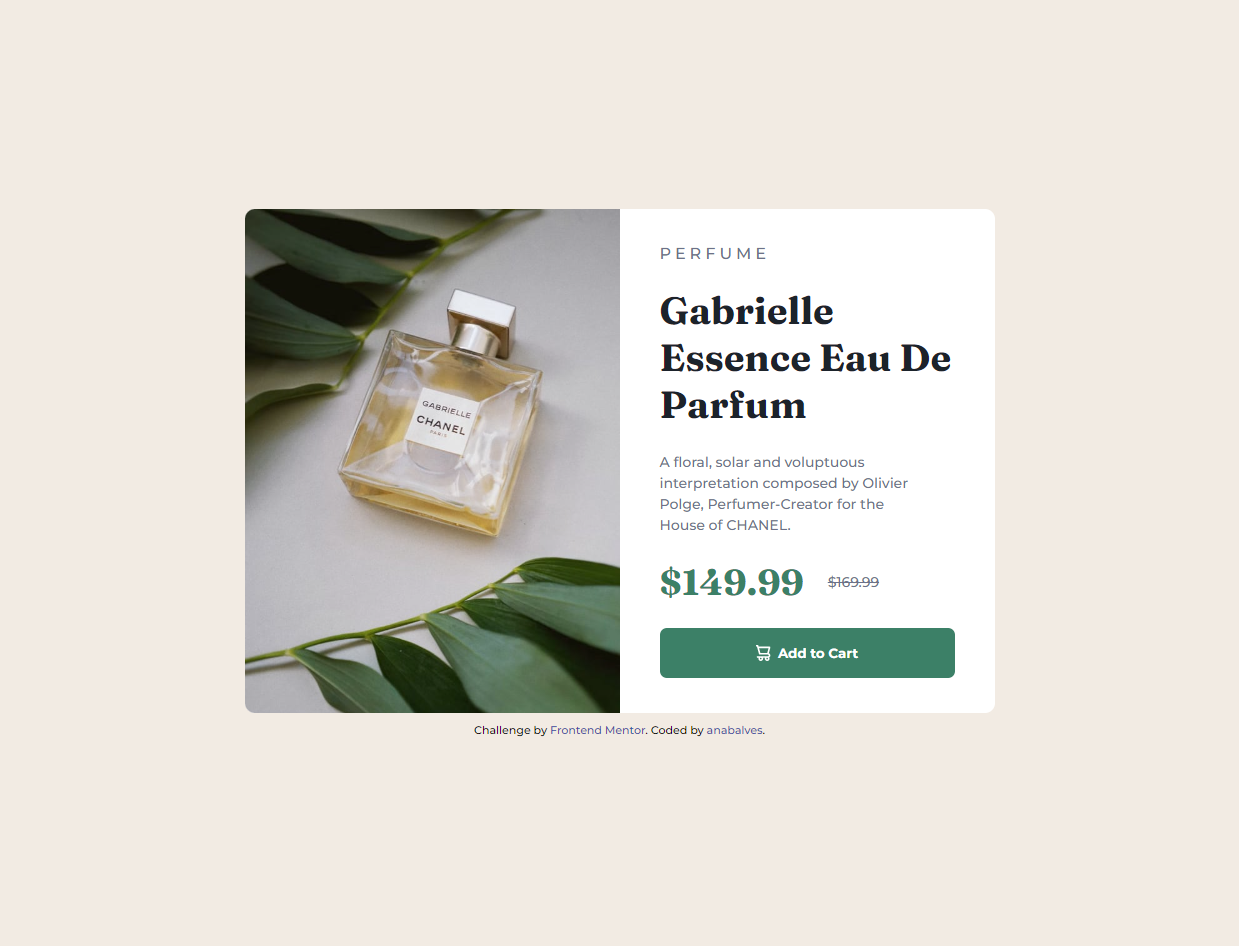 GABRIELLE
CHANEL
PARIS
PERFUME
Gabrielle
Essence Eau De
Parfum
A floral, solar and voluptuous
interpretation composed by Olivier
Polge, Perfumer-Creator for the
House of CHANEL.
$149.99 $169.99
Add to Cart
Challenge by Frontend Mentor. Coded by anabalves.